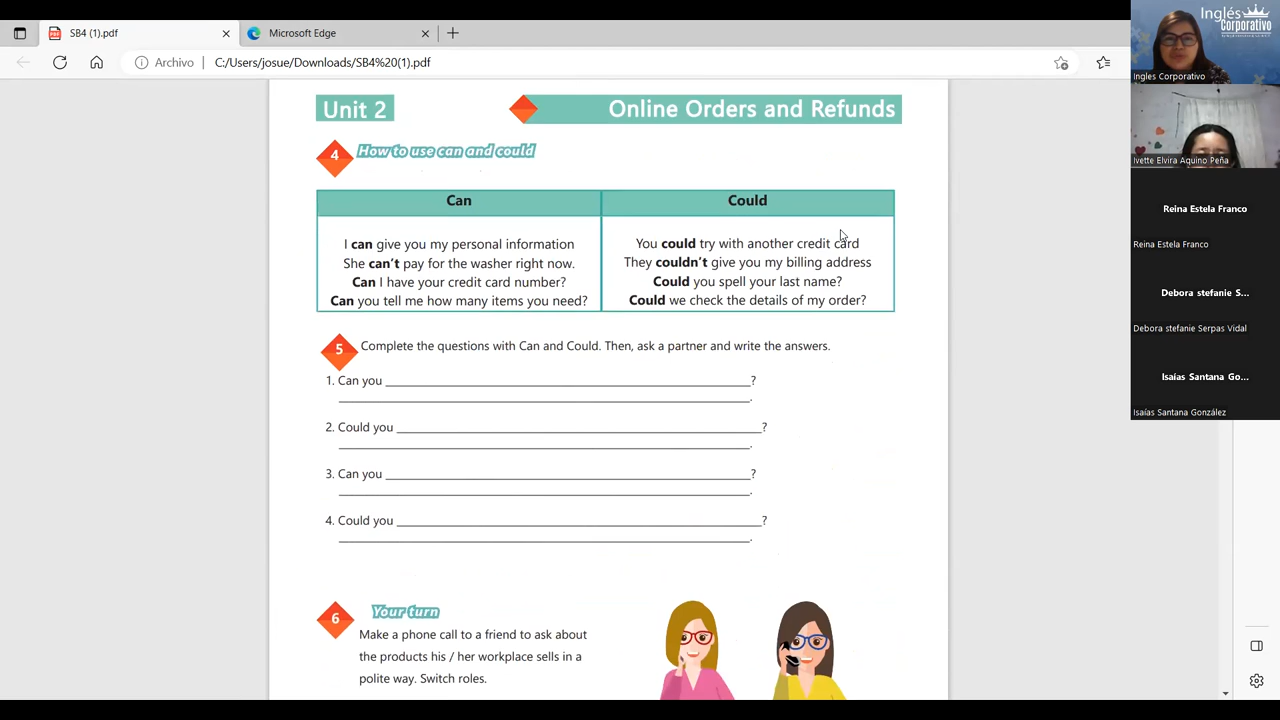 SB4 (1).pdf
Microsoft Edge
Archivo
C:/Users/josue/Downloads/SB4%20(1).pdf
Unit 2
Online Orders and Refunds
4
How to use can and could
Can
Could
I can give you my personal information
She can't pay for the washer right now.
Can I have your credit card number?
Can you tell me how many items you need?
You could try with another credit card
They couldn't give you my billing address
Could you spell your last name?
Could we check the details of my order?
5
Complete the questions with Can and Could. Then, ask a partner and write the answers.
1. Can you ?
.
2. Could you ?
.
3. Can you ?
.
4. Could you ?
.
6
Your turn
Make a phone call to a friend to ask about
the products his / her workplace sells in a
polite way. Switch roles.
Inglés
Corporativo
Ingles Corporativo
Ivette Elvira Aquino Peña
Reina Estela Franco
Reina Estela Franco
Debora stefanie S...
Debora stefanie Serpas Vidal
Isaías Santana Go...
Isaías Santana González